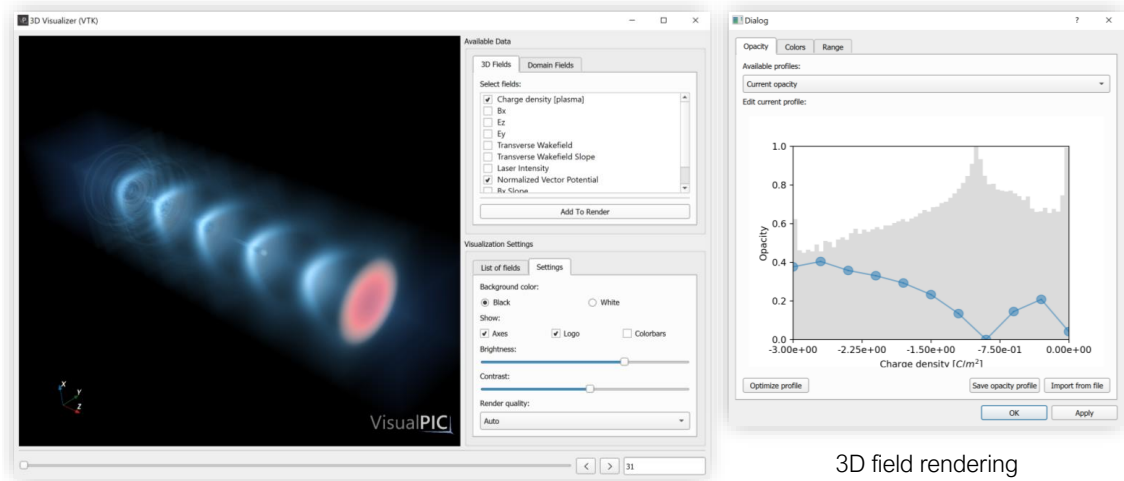 3D Visualizer (VTK)
Available Data
3D Fields Domain Fields
Select fields:
Charge density [plasma]
Bx
Ez
Ey
Transverse Wakefield
Transverse Wakefield Slope
Laser Intensity
Normalized Vector Potential
Bx Slope
Add To Render
Visualization Settings
List of fields Settings
Background color:
Black White
Show:
Axes Logo Colorbars
Brightness:
Contrast:
Render quality:
Auto
X
Y
Z
VisualPIC
< > 31
Dialog ? ×
Opacity Colors Range
Available profiles:
Current opacity
Edit current profile:
1.0
0.8
0.6
0.4
0.2
0.0
Opacity
-3.00e+00 -2.25e+00 -1.50e+00 -7.50e-01 0.00e+00
Charge density [C/m²]
Optimize profile Save opacity profile Import from file
OK Apply
3D field rendering